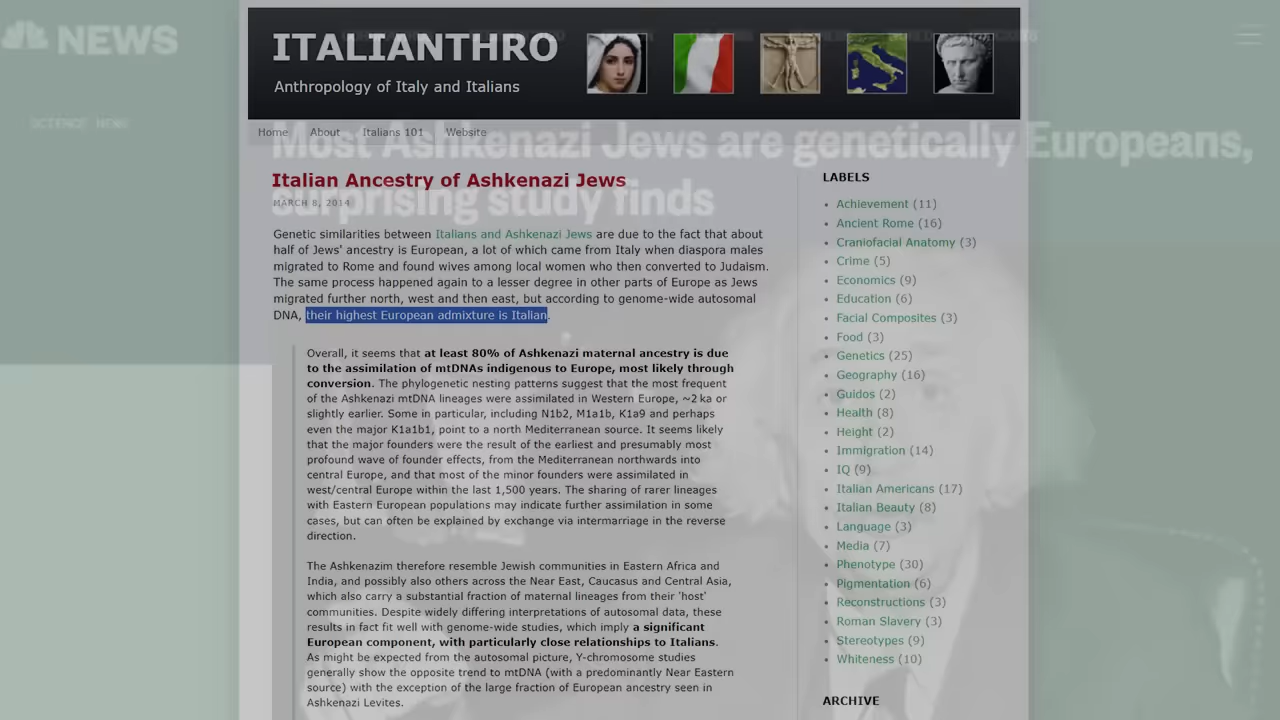 NEWS
SCIENCE NEWS
Most Ashkenazi Jews are genetically Europeans,
surprising study finds
ITALIANTHRO
Anthropology of Italy and Italians
Home About Italians 101 Website
Italian Ancestry of Ashkenazi Jews
MARCH 8, 2014
Genetic similarities between Italians and Ashkenazi Jews are due to the fact that about
half of Jews' ancestry is European, a lot of which came from Italy when diaspora males
migrated to Rome and found wives among local women who then converted to Judaism.
The same process happened again to a lesser degree in other parts of Europe as Jews
migrated further north, west and then east, but according to genome-wide autosomal
DNA, their highest European admixture is Italian.
Overall, it seems that at least 80% of Ashkenazi maternal ancestry is due
to the assimilation of mtDNAs indigenous to Europe, most likely through
conversion. The phylogenetic nesting patterns suggest that the most frequent
of the Ashkenazi mtDNA lineages were assimilated in Western Europe, ~2 ka or
slightly earlier. Some in particular, including N1b2, M1a1b, K1a9 and perhaps
even the major K1a1b1, point to a north Mediterranean source. It seems likely
that the major founders were the result of the earliest and presumably most
profound wave of founder effects, from the Mediterranean northwards into
central Europe, and that most of the minor founders were assimilated in
west/central Europe within the last 1,500 years. The sharing of rarer lineages
with Eastern European populations may indicate further assimilation in some
cases, but can often be explained by exchange via intermarriage in the reverse
direction.
The Ashkenazim therefore resemble Jewish communities in Eastern Africa and
India, and possibly also others across the Near East, Caucasus and Central Asia,
which also carry a substantial fraction of maternal lineages from their 'host'
communities. Despite widely differing interpretations of autosomal data, these
results in fact fit well with genome-wide studies, which imply a significant
European component, with particularly close relationships to Italians.
As might be expected from the autosomal picture, Y-chromosome studies
generally show the opposite trend to mtDNA (with a predominantly Near Eastern
source) with the exception of the large fraction of European ancestry seen in
Ashkenazi Levites.
LABELS
Achievement (11)
Ancient Rome (16)
Craniofacial Anatomy (3)
Crime (5)
Economics (9)
Education (6)
Facial Composites (3)
Food (3)
Genetics (25)
Geography (16)
Guidos (2)
Health (8)
Height (2)
Immigration (14)
IQ (9)
Italian Americans (17)
Italian Beauty (8)
Language (3)
Media (7)
Phenotype (30)
Pigmentation (6)
Reconstructions (3)
Roman Slavery (3)
Stereotypes (9)
Whiteness (10)
ARCHIVE